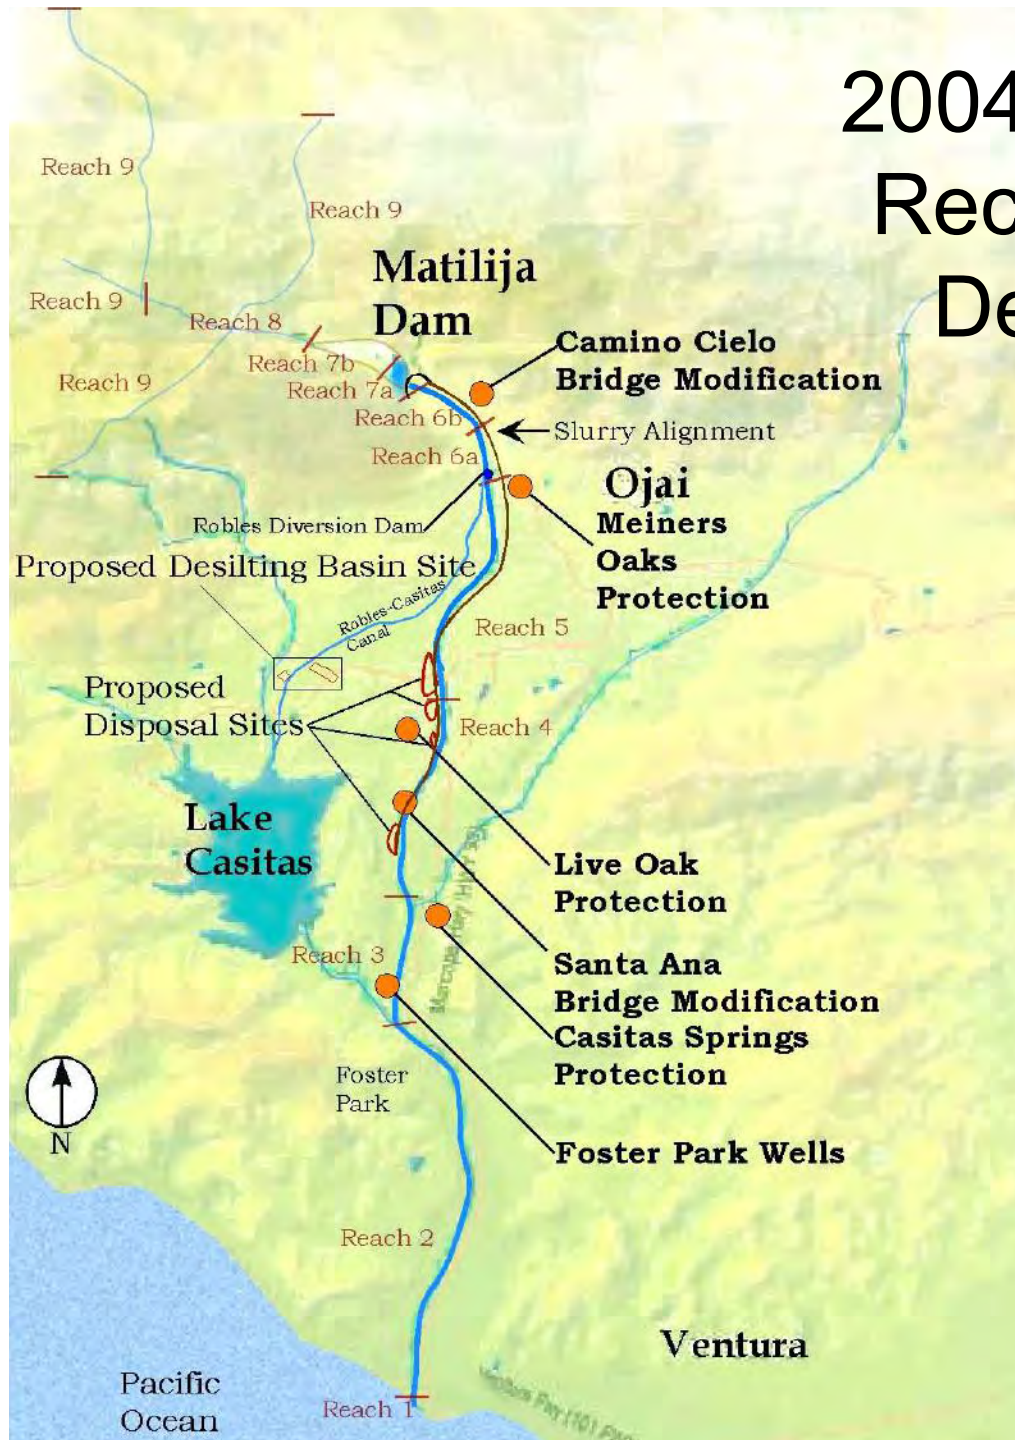 2004
Rec
De
Reach 9
Reach 9
Matilija
Dam
Reach 9
Reach 8
Camino Cielo
Bridge Modification
Reach 7b
Reach 9
Reach 7a
Reach 6b
Slurry Alignment
Reach 6a
Ojai
Meiners
Oaks
Protection
Robles Diversion Dam
Proposed Desilting Basin Site
Robles-Casitas
Canal
Reach 5
Proposed
Disposal Sites
Reach 4
Lake
Casitas
Live Oak
Protection
Reach 3
Santa Ana
Bridge Modification
Casitas Springs
Protection
Foster
Park
N
Foster Park Wells
Reach 2
Ventura
Pacific
Ocean
Reach 1